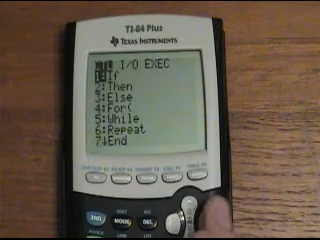 TI-84 Plus
TEXAS INSTRUMENTS
CTL I/O EXEC
1:If
2:Then
3:Else
4:For(
5:While
6:Repeat
7↓End
2ND
MODE
DEL